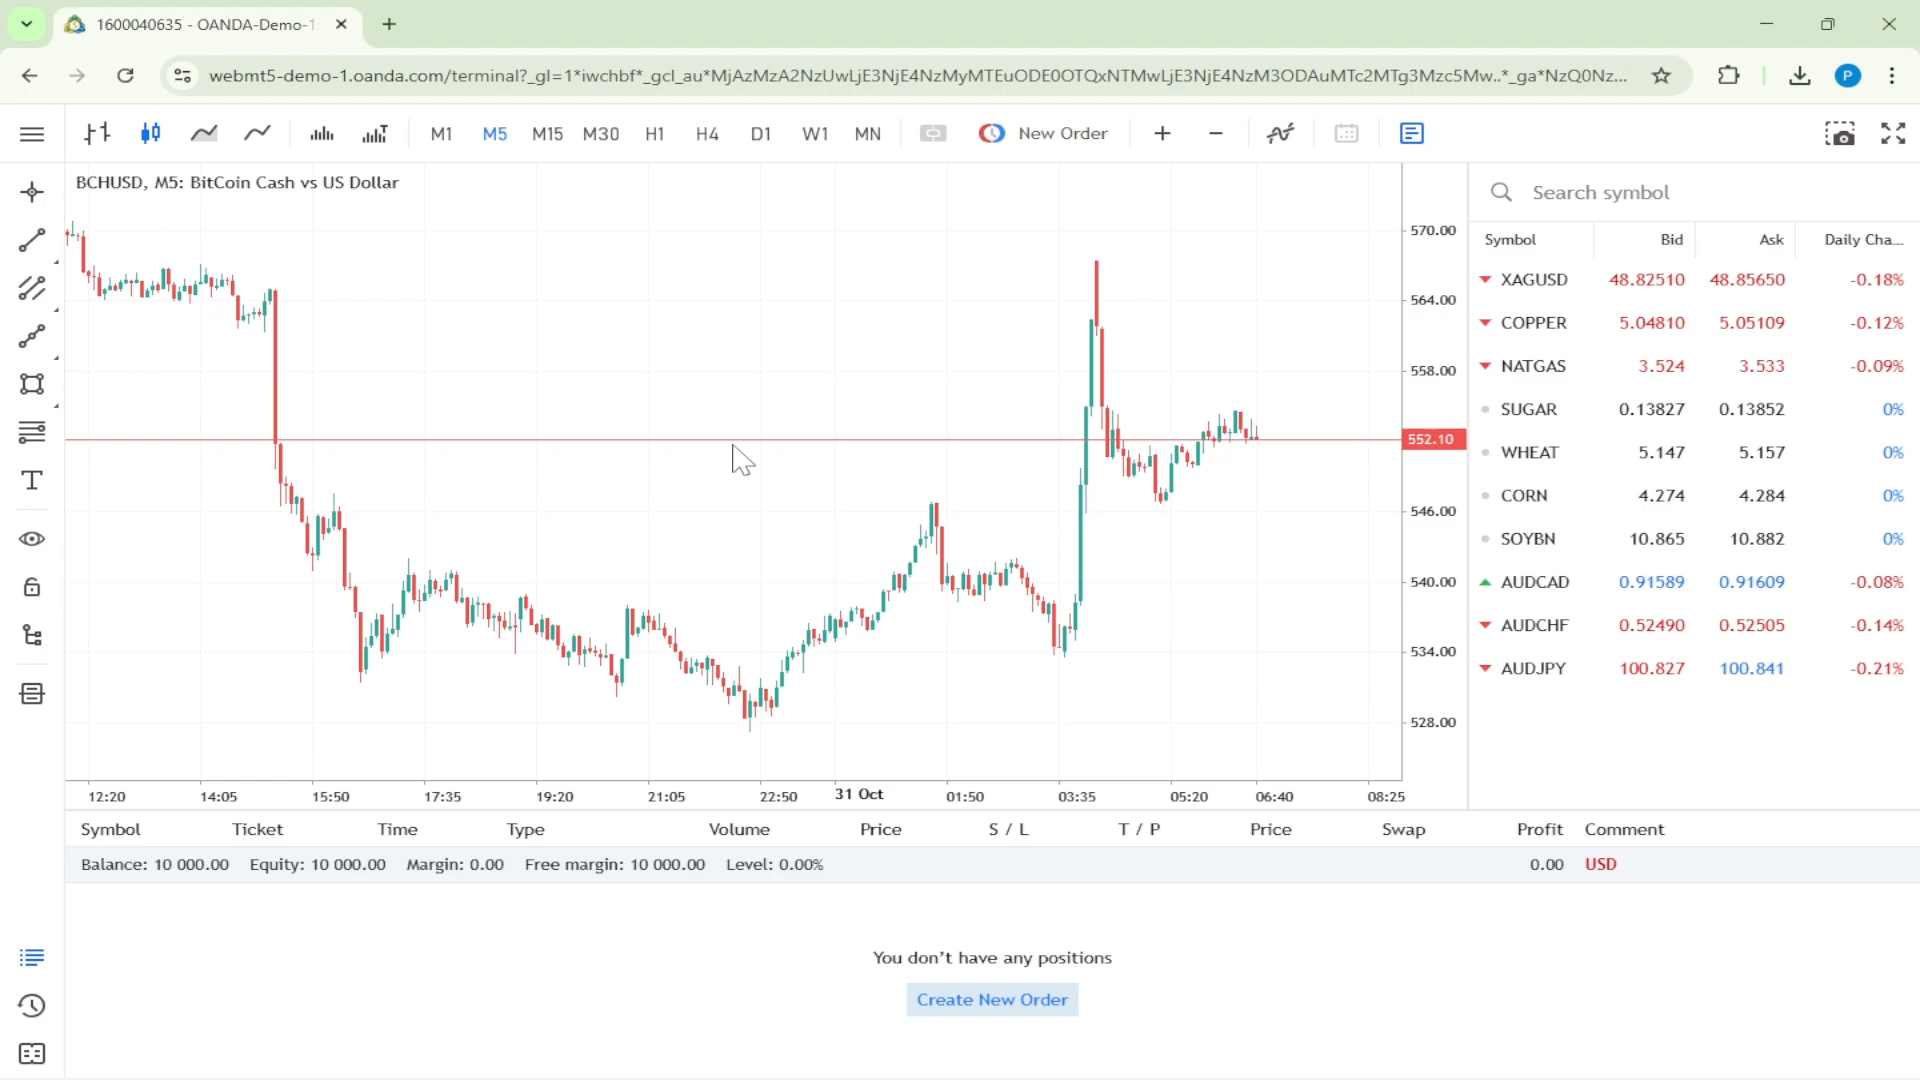 1600040635 - OANDA-Demo-1
webmt5-demo-1.oanda.com/terminal?_gl=1*iwchbf*_gcl_au*MjAzMzA2NzUwLjE3NjE4NzMyMTEuODE0OTQxNTMwLjE3NjE4NzM3ODAuMTc2MTg3Mzc5Mw..*_ga*NzQ0Nz...
P
M1 M5 M15 M30 H1 H4 D1 W1 MN New Order
BCHUSD, M5: BitCoin Cash vs US Dollar
570.00
564.00
558.00
552.10
546.00
540.00
534.00
528.00
12:20 14:05 15:50 17:35 19:20 21:05 22:50 31 Oct 01:50 03:35 05:20 06:40 08:25
Search symbol
Symbol Bid Ask Daily Cha...
XAGUSD 48.82510 48.85650 -0.18%
COPPER 5.04810 5.05109 -0.12%
NATGAS 3.524 3.533 -0.09%
SUGAR 0.13827 0.13852 0%
WHEAT 5.147 5.157 0%
CORN 4.274 4.284 0%
SOYBN 10.865 10.882 0%
AUDCAD 0.91589 0.91609 -0.08%
AUDCHF 0.52490 0.52505 -0.14%
AUDJPY 100.827 100.841 -0.21%
Symbol Ticket Time Type Volume Price S / L T / P Price Swap Profit Comment
Balance: 10 000.00 Equity: 10 000.00 Margin: 0.00 Free margin: 10 000.00 Level: 0.00% 0.00 USD
You don't have any positions
Create New Order